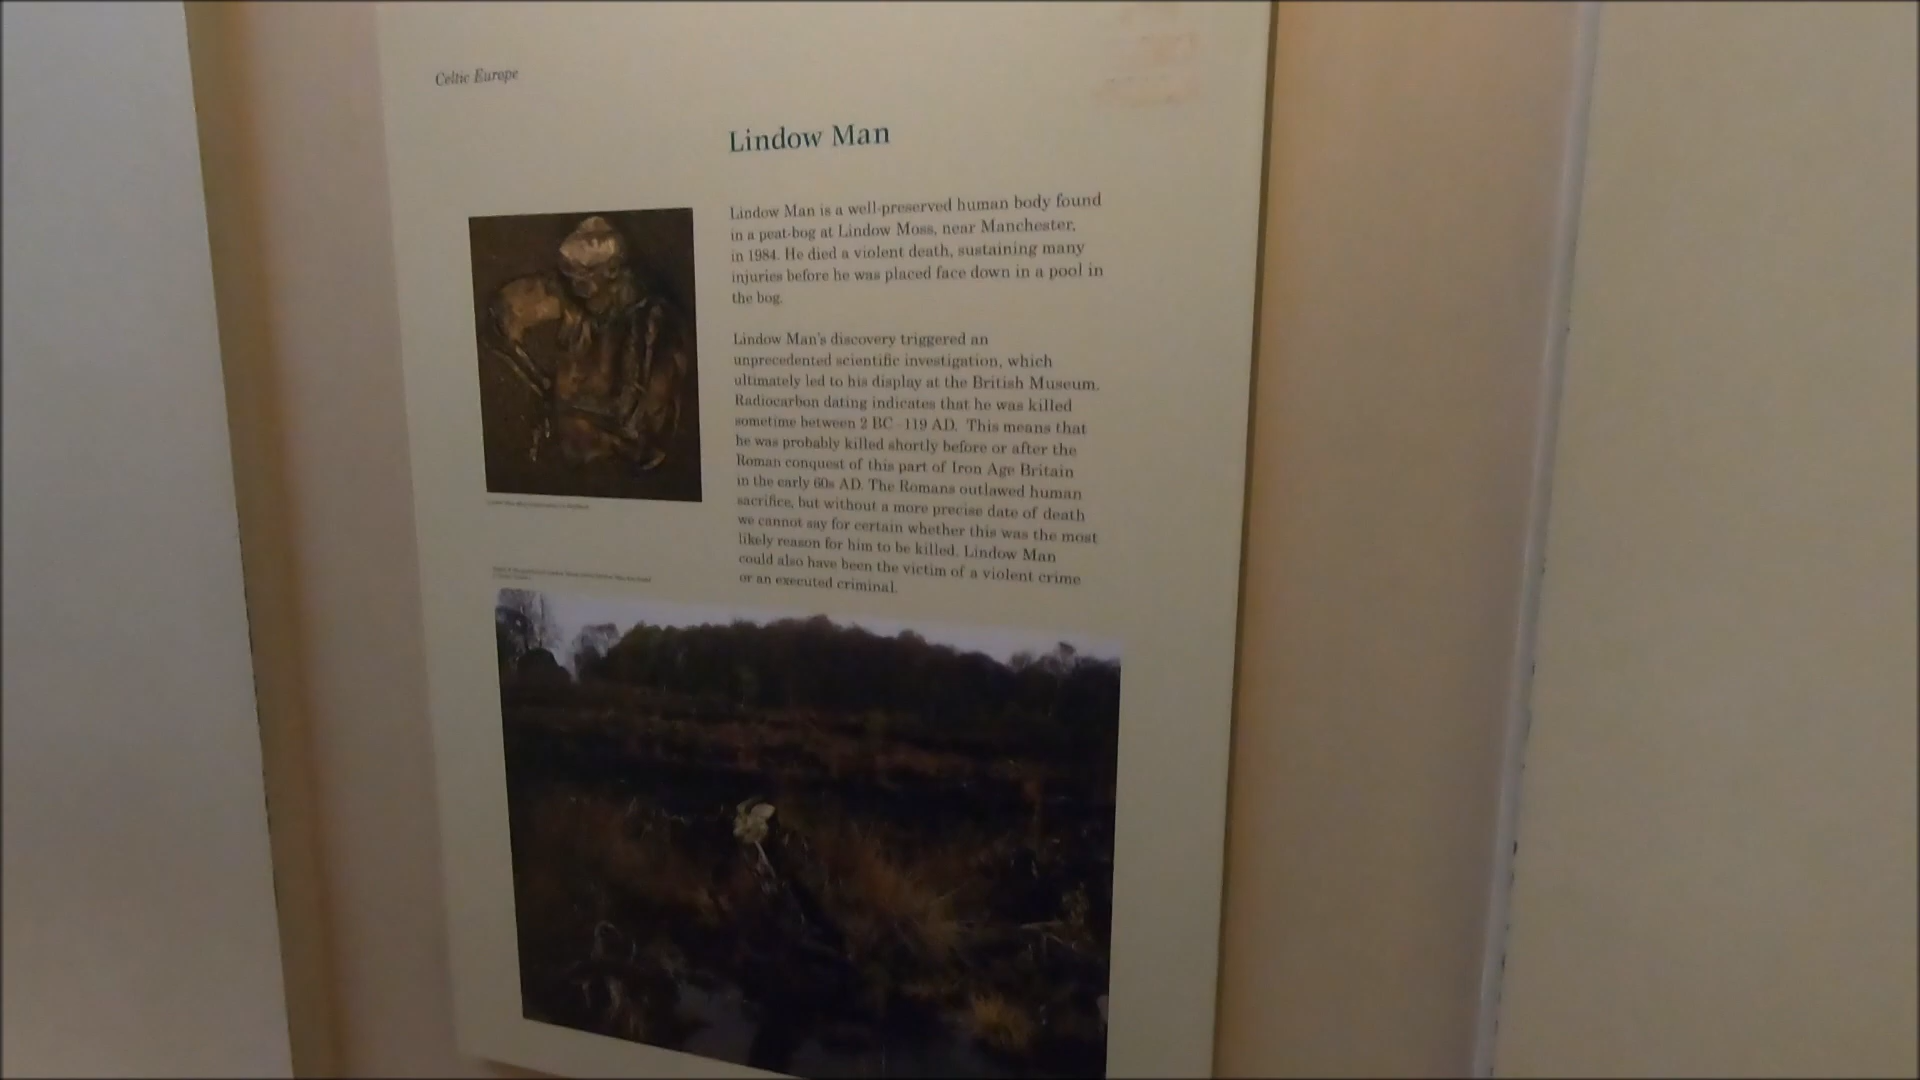 Celtic Europe
Lindow Man
Lindow Man is a well-preserved human body found
in a peat-bog at Lindow Moss, near Manchester,
in 1984. He died a violent death, sustaining many
injuries before he was placed face down in a pool in
the bog.
Lindow Man's discovery triggered an
unprecedented scientific investigation, which
ultimately led to his display at the British Museum.
Radiocarbon dating indicates that he was killed
sometime between 2 BC–119 AD. This means that
he was probably killed shortly before or after the
Roman conquest of this part of Iron Age Britain
in the early 60s AD. The Romans outlawed human
sacrifice, but without a more precise date of death
we cannot say for certain whether this was the most
likely reason for him to be killed. Lindow Man
could also have been the victim of a violent crime
or an executed criminal.